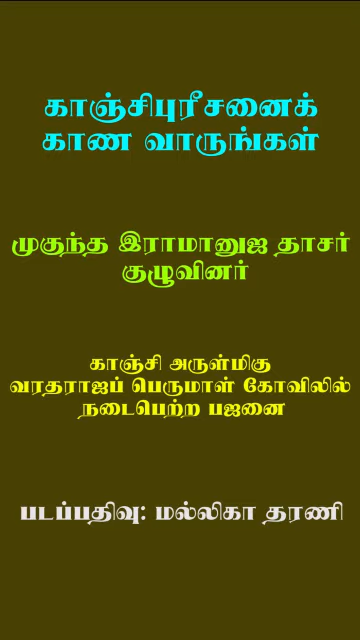 காஞ்சிபுரீசனைக்
காண வாருங்கள்
முகுந்த இராமானுஜ தாசர்
குழுவினர்
காஞ்சி அருள்மிகு
வரதராஜப் பெருமாள் கோவிலில்
நடைபெற்ற பஜனை
படப்பதிவு: மல்லிகா தரணி